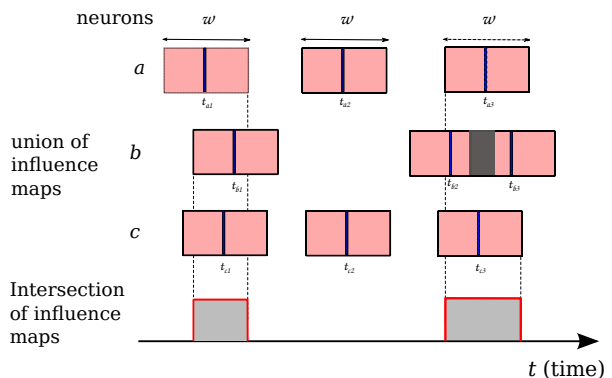 neurons
w w w
a
t_a1 t_a2 t_a3
union of
influence
maps
b
t_b1 t_b2 t_b3
c
t_c1 t_c2 t_c3
Intersection
of influence
maps
t (time)